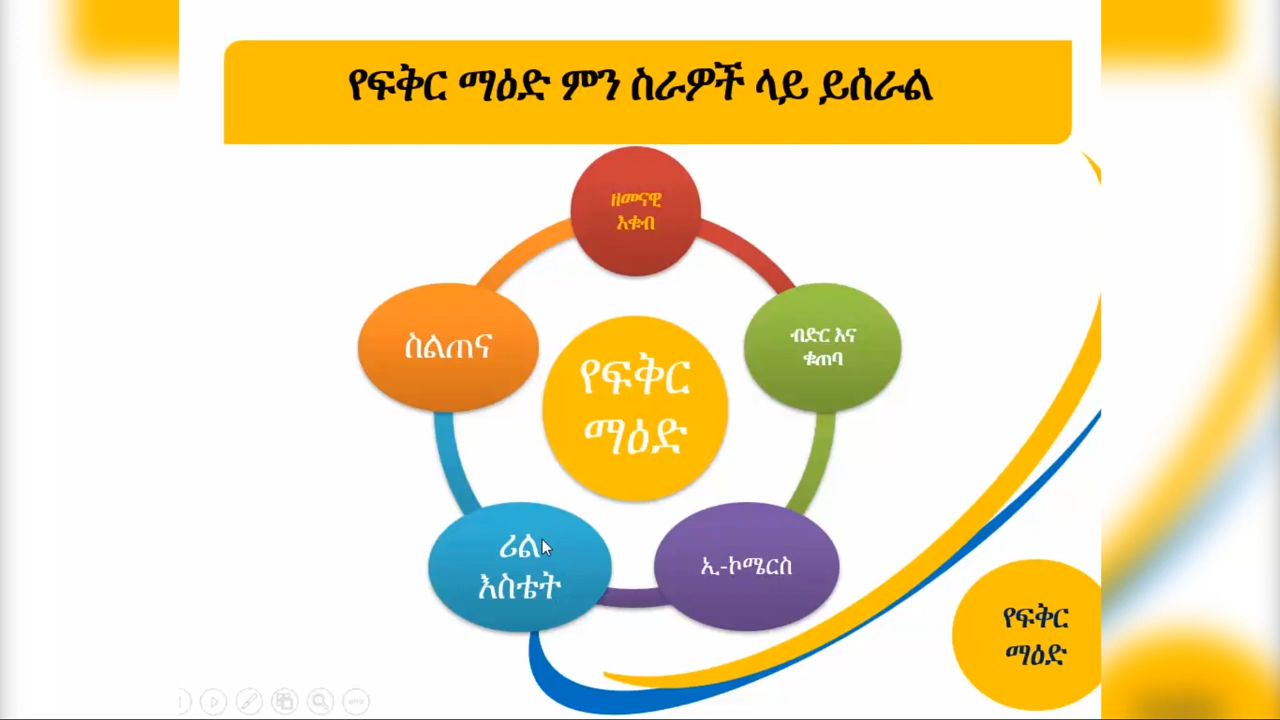 የፍቅር ማዕድ ምን ስራዎች ላይ ይሰራል
ዘመናዊ
እቁብ
ስልጠና
ብድር እና
ቁጠባ
የፍቅር
ማዕድ
ሪል
እስቴት
ኢ-ኮሜርስ
የፍቅር
ማዕድ